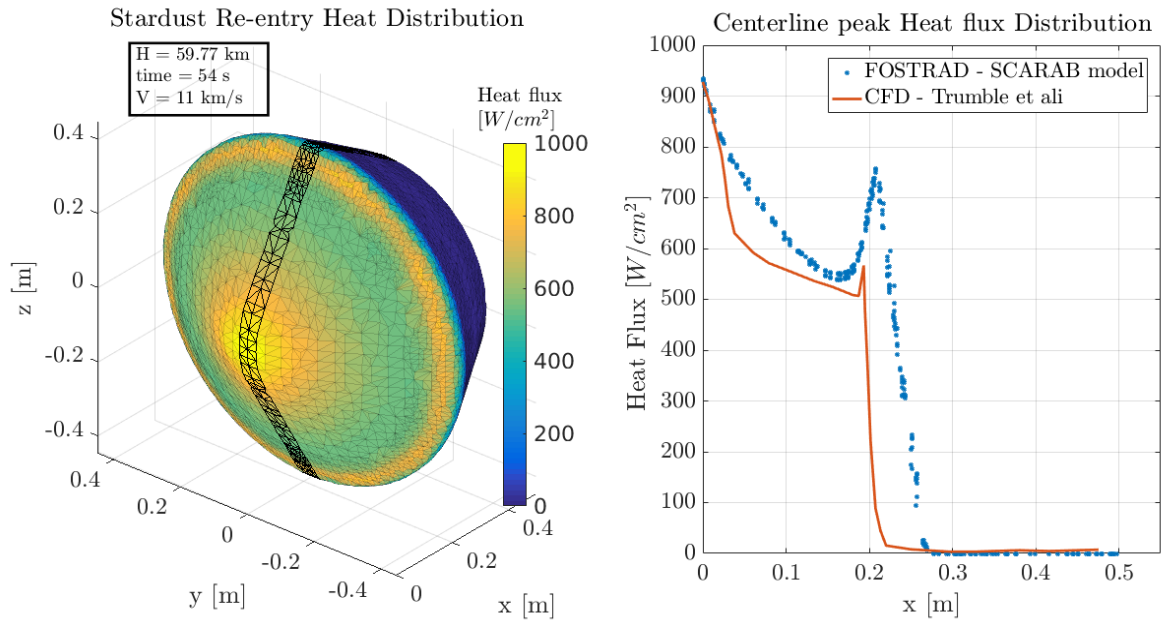 Stardust Re-entry Heat Distribution
H = 59.77 km
time = 54 s
V = 11 km/s
Heat flux
[W/cm²]
1000
800
600
400
200
0
0.4
0.2
0
-0.2
-0.4
z [m]
0.4
0.2
0
-0.2
-0.4
y [m]
0
0.2
0.4
x [m]
Centerline peak Heat flux Distribution
FOSTRAD - SCARAB model
CFD - Trumble et ali
1000
900
800
700
600
500
400
300
200
100
0
Heat Flux [W/cm²]
0
0.1
0.2
0.3
0.4
0.5
x [m]